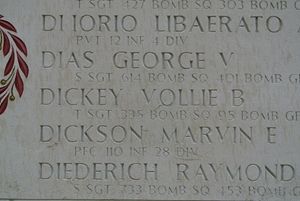 T SGT 427 BOMB SQ 303 BOMB G
DI IORIO LIBAERATO A
PVT 12 INF 4 DIV
DIAS GEORGE V
S SGT 614 BOMB SQ 401 BOMB G
DICKEY VOLLIE B
T SGT 335 BOMB SQ 95 BOMB G
DICKSON MARVIN E
PFC 110 INF 28 DIV
DIEDERICH RAYMOND
S SGT 733 BOMB SQ 453 BOMB G